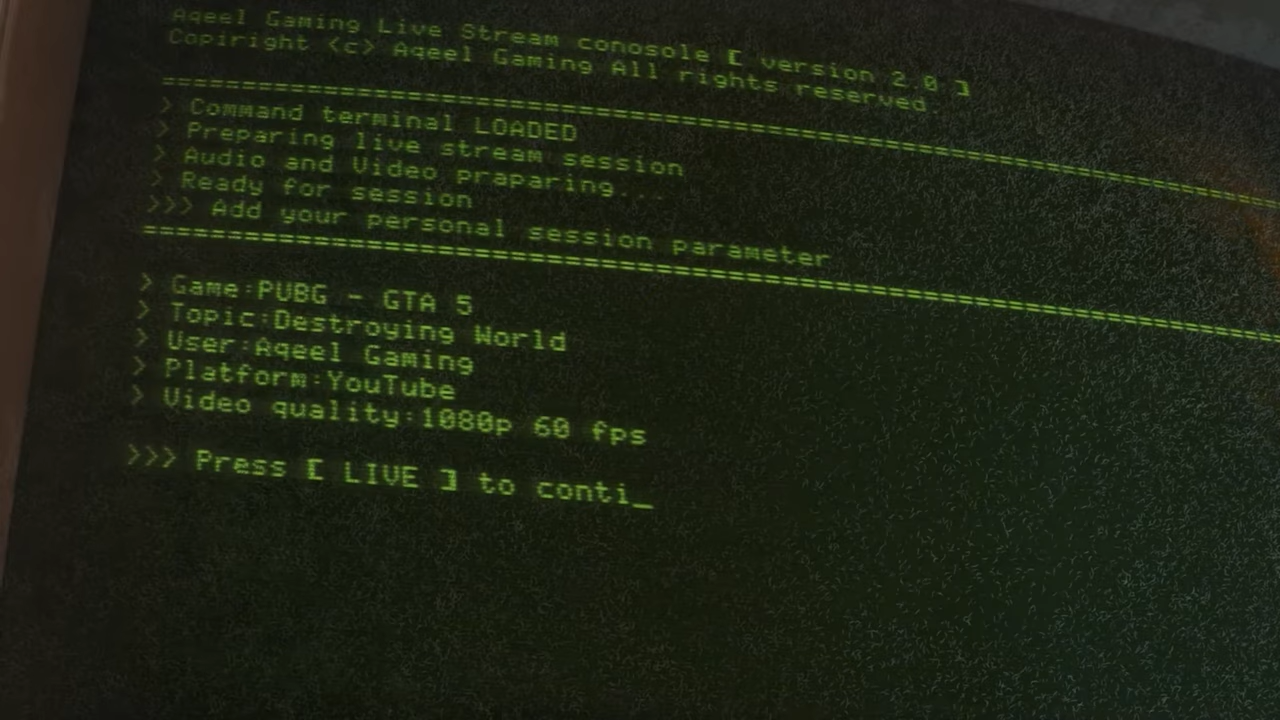 Aqeel Gaming Live Stream conosole [ version 2.0 ]
Copiright <c> Aqeel Gaming All rights reserved.
================================================================================
> Command terminal LOADED
> Preparing live stream session
> Audio and Video praparing...
> Ready for session
>>> Add your personal session parameter
================================================================================
> Game:PUBG - GTA 5
> Topic:Destroying World
> User:Aqeel Gaming
> Platform:YouTube
> Video quality:1080p 60 fps
>>> Press [ LIVE ] to conti_